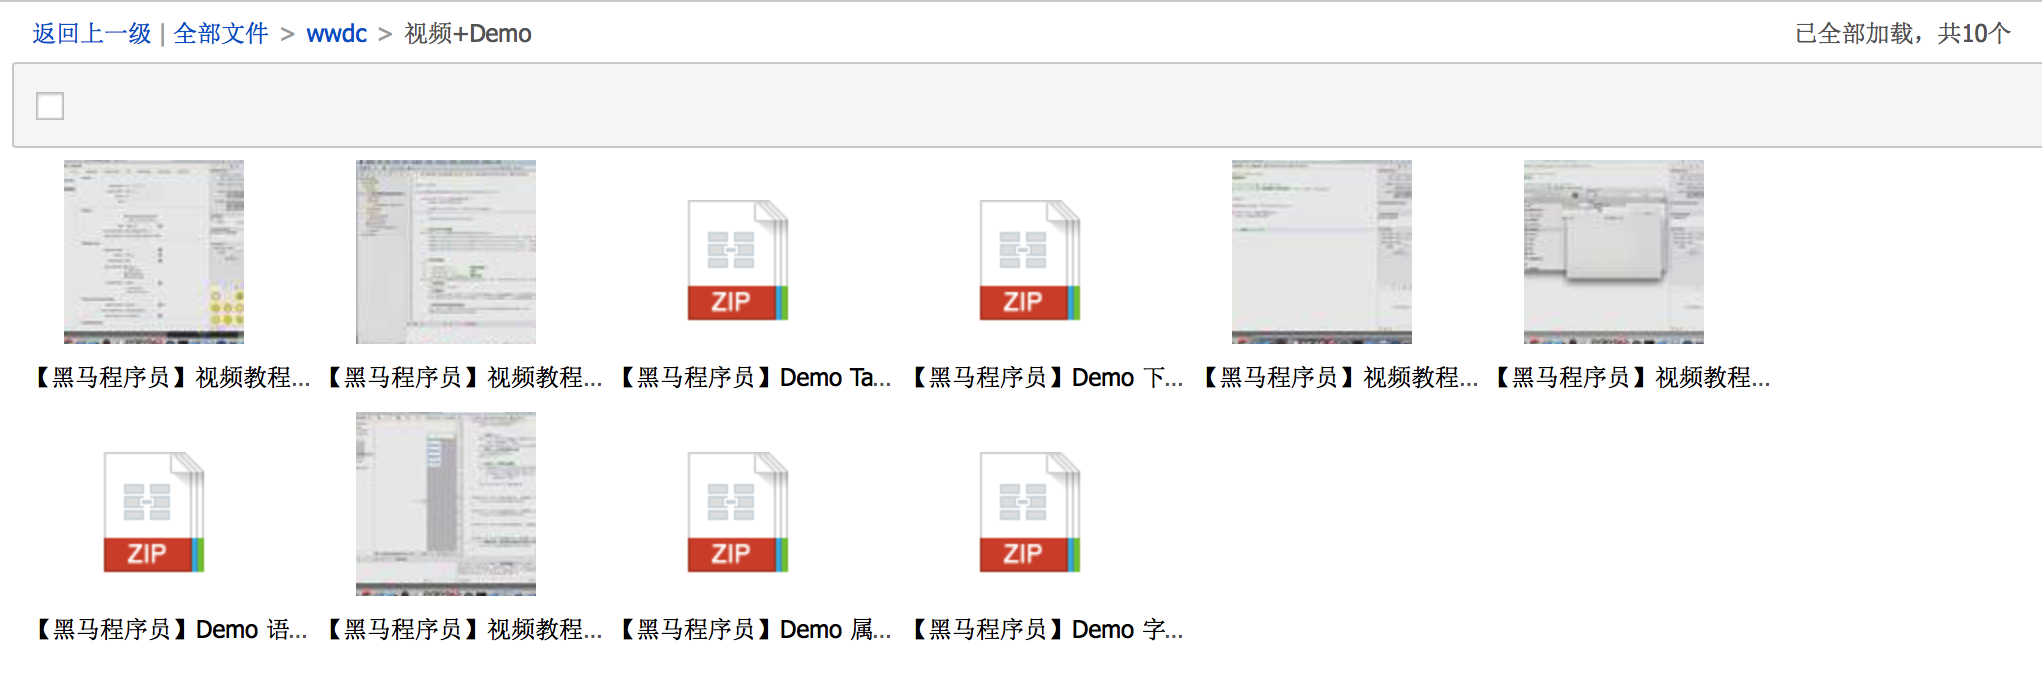 返回上一级 | 全部文件 > wwdc > 视频+Demo
已全部加载，共10个
ZIP
ZIP
【黑马程序员】视频教程...
【黑马程序员】视频教程...
【黑马程序员】Demo Ta...
【黑马程序员】Demo 下...
【黑马程序员】视频教程...
【黑马程序员】视频教程...
ZIP
ZIP
ZIP
【黑马程序员】Demo 语...
【黑马程序员】视频教程...
【黑马程序员】Demo 属...
【黑马程序员】Demo 字...